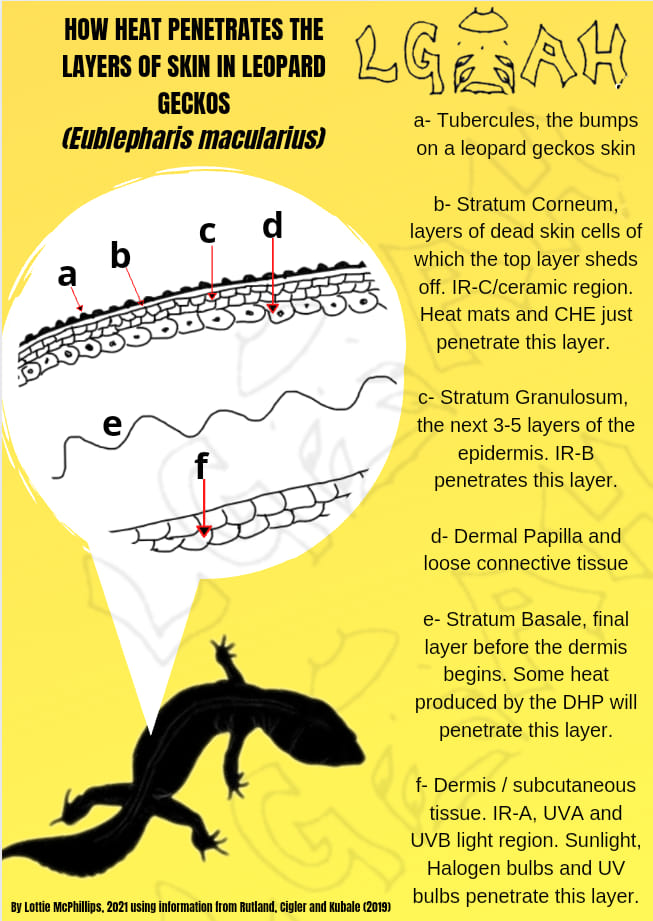 HOW HEAT PENETRATES THE
LAYERS OF SKIN IN LEOPARD
GECKOS
(Eublepharis macularius)
LG AH
a- Tubercules, the bumps
on a leopard geckos skin
b- Stratum Corneum,
layers of dead skin cells of
which the top layer sheds
off. IR-C/ceramic region.
Heat mats and CHE just
penetrate this layer.
c- Stratum Granulosum,
the next 3-5 layers of the
epidermis. IR-B
penetrates this layer.
d- Dermal Papilla and
loose connective tissue
e- Stratum Basale, final
layer before the dermis
begins. Some heat
produced by the DHP will
penetrate this layer.
f- Dermis / subcutaneous
tissue. IR-A, UVA and
UVB light region. Sunlight,
Halogen bulbs and UV
bulbs penetrate this layer.
a
b
c
d
e
f
By Lottie McPhillips, 2021 using information from Rutland, Cigler and Kubale (2019)